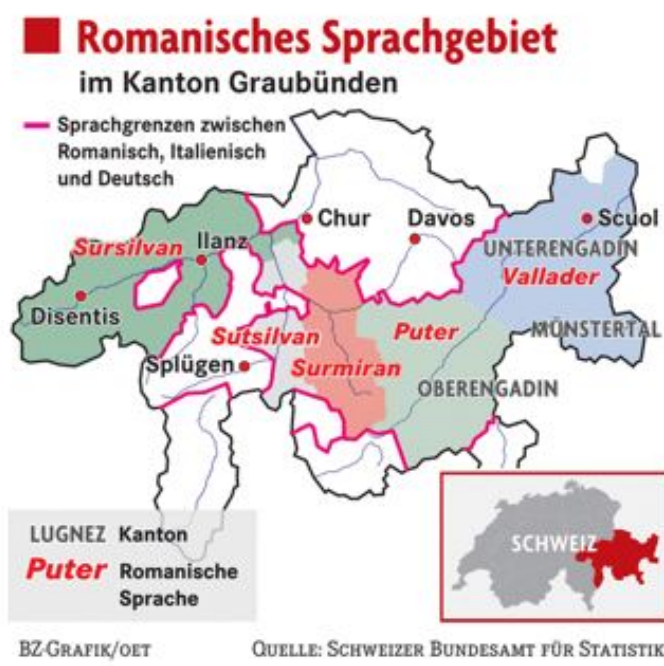 Romanisches Sprachgebiet
im Kanton Graubünden
Sprachgrenzen zwischen
Romanisch, Italienisch
und Deutsch
Chur
Davos
Scuol
Sursilvan
Ilanz
UNTERENGADIN
Vallader
Disentis
Sutsilvan
Puter
MÜNSTERTAL
Splügen
Surmiran
OBERENGADIN
LUGNEZ Kanton
Puter Romanische
Sprache
SCHWEIZ
BZ-GRAFIK/OET
QUELLE: SCHWEIZER BUNDESAMT FÜR STATISTIK